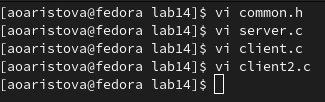 [aoaristova@fedora lab14]$ vi common.h
[aoaristova@fedora lab14]$ vi server.c
[aoaristova@fedora lab14]$ vi client.c
[aoaristova@fedora lab14]$ vi client2.c
[aoaristova@fedora lab14]$